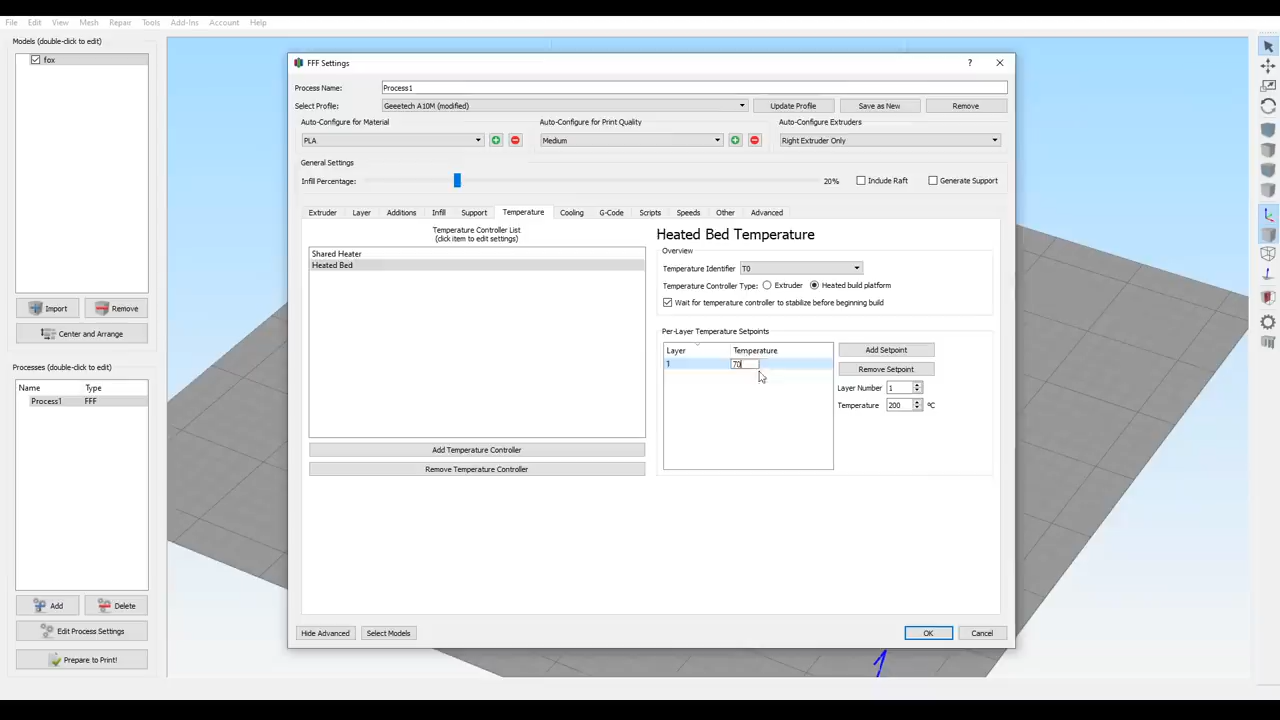 File Edit View Mesh Repair Tools Add-Ins Account Help
Models (double-click to edit)
fox
Import Remove
Center and Arrange
Processes (double-click to edit)
Name Type
Process1 FFF
Add Delete
Edit Process Settings
Prepare to Print!
FFF Settings ? ×
Process Name: Process1
Select Profile: Geeetech A10M (modified) Update Profile Save as New Remove
Auto-Configure for Material Auto-Configure for Print Quality Auto-Configure Extruders
PLA Medium Right Extruder Only
General Settings
Infill Percentage: 20% Include Raft Generate Support
Extruder Layer Additions Infill Support Temperature Cooling G-Code Scripts Speeds Other Advanced
Temperature Controller List
(click item to edit settings)
Shared Heater
Heated Bed
Add Temperature Controller
Remove Temperature Controller
Heated Bed Temperature
Overview
Temperature Identifier T0
Temperature Controller Type: Extruder Heated build platform
Wait for temperature controller to stabilize before beginning build
Per-Layer Temperature Setpoints
Layer Temperature
1 70
Add Setpoint
Remove Setpoint
Layer Number 1
Temperature 200 ºC
Hide Advanced Select Models OK Cancel